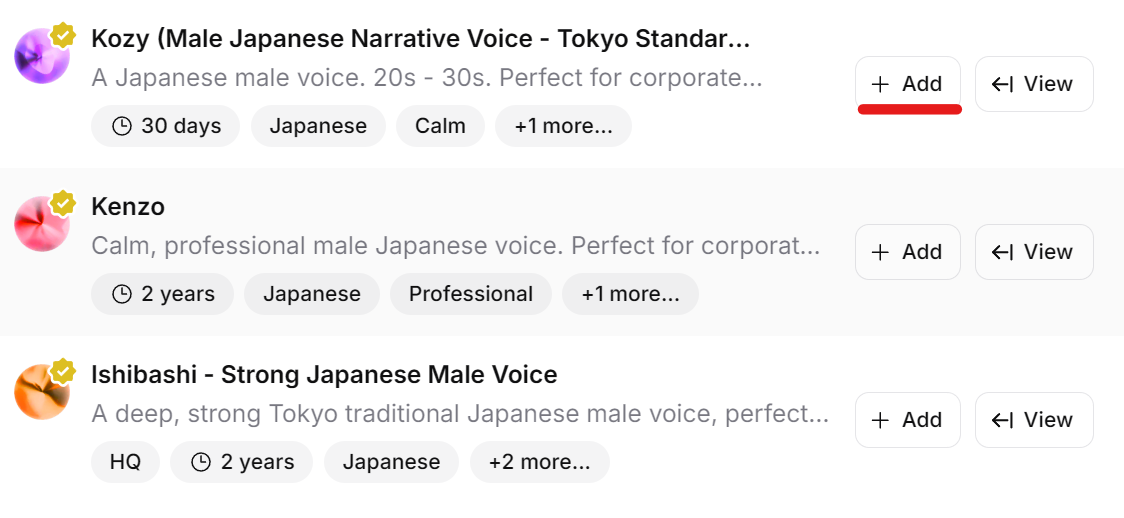 Kozy (Male Japanese Narrative Voice - Tokyo Standar...
A Japanese male voice. 20s - 30s. Perfect for corporate...
30 days Japanese Calm +1 more...
+ Add View
Kenzo
Calm, professional male Japanese voice. Perfect for corporat...
2 years Japanese Professional +1 more...
+ Add View
Ishibashi - Strong Japanese Male Voice
A deep, strong Tokyo traditional Japanese male voice, perfect...
HQ 2 years Japanese +2 more...
+ Add View